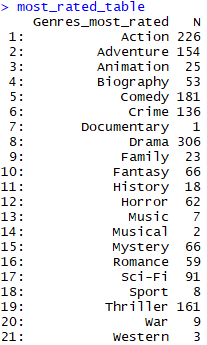 > most_rated_table
Genres_most_rated N
1: Action 226
2: Adventure 154
3: Animation 25
4: Biography 53
5: Comedy 181
6: Crime 136
7: Documentary 1
8: Drama 306
9: Family 23
10: Fantasy 66
11: History 18
12: Horror 62
13: Music 7
14: Musical 2
15: Mystery 66
16: Romance 59
17: Sci-Fi 91
18: Sport 8
19: Thriller 161
20: War 9
21: Western 3